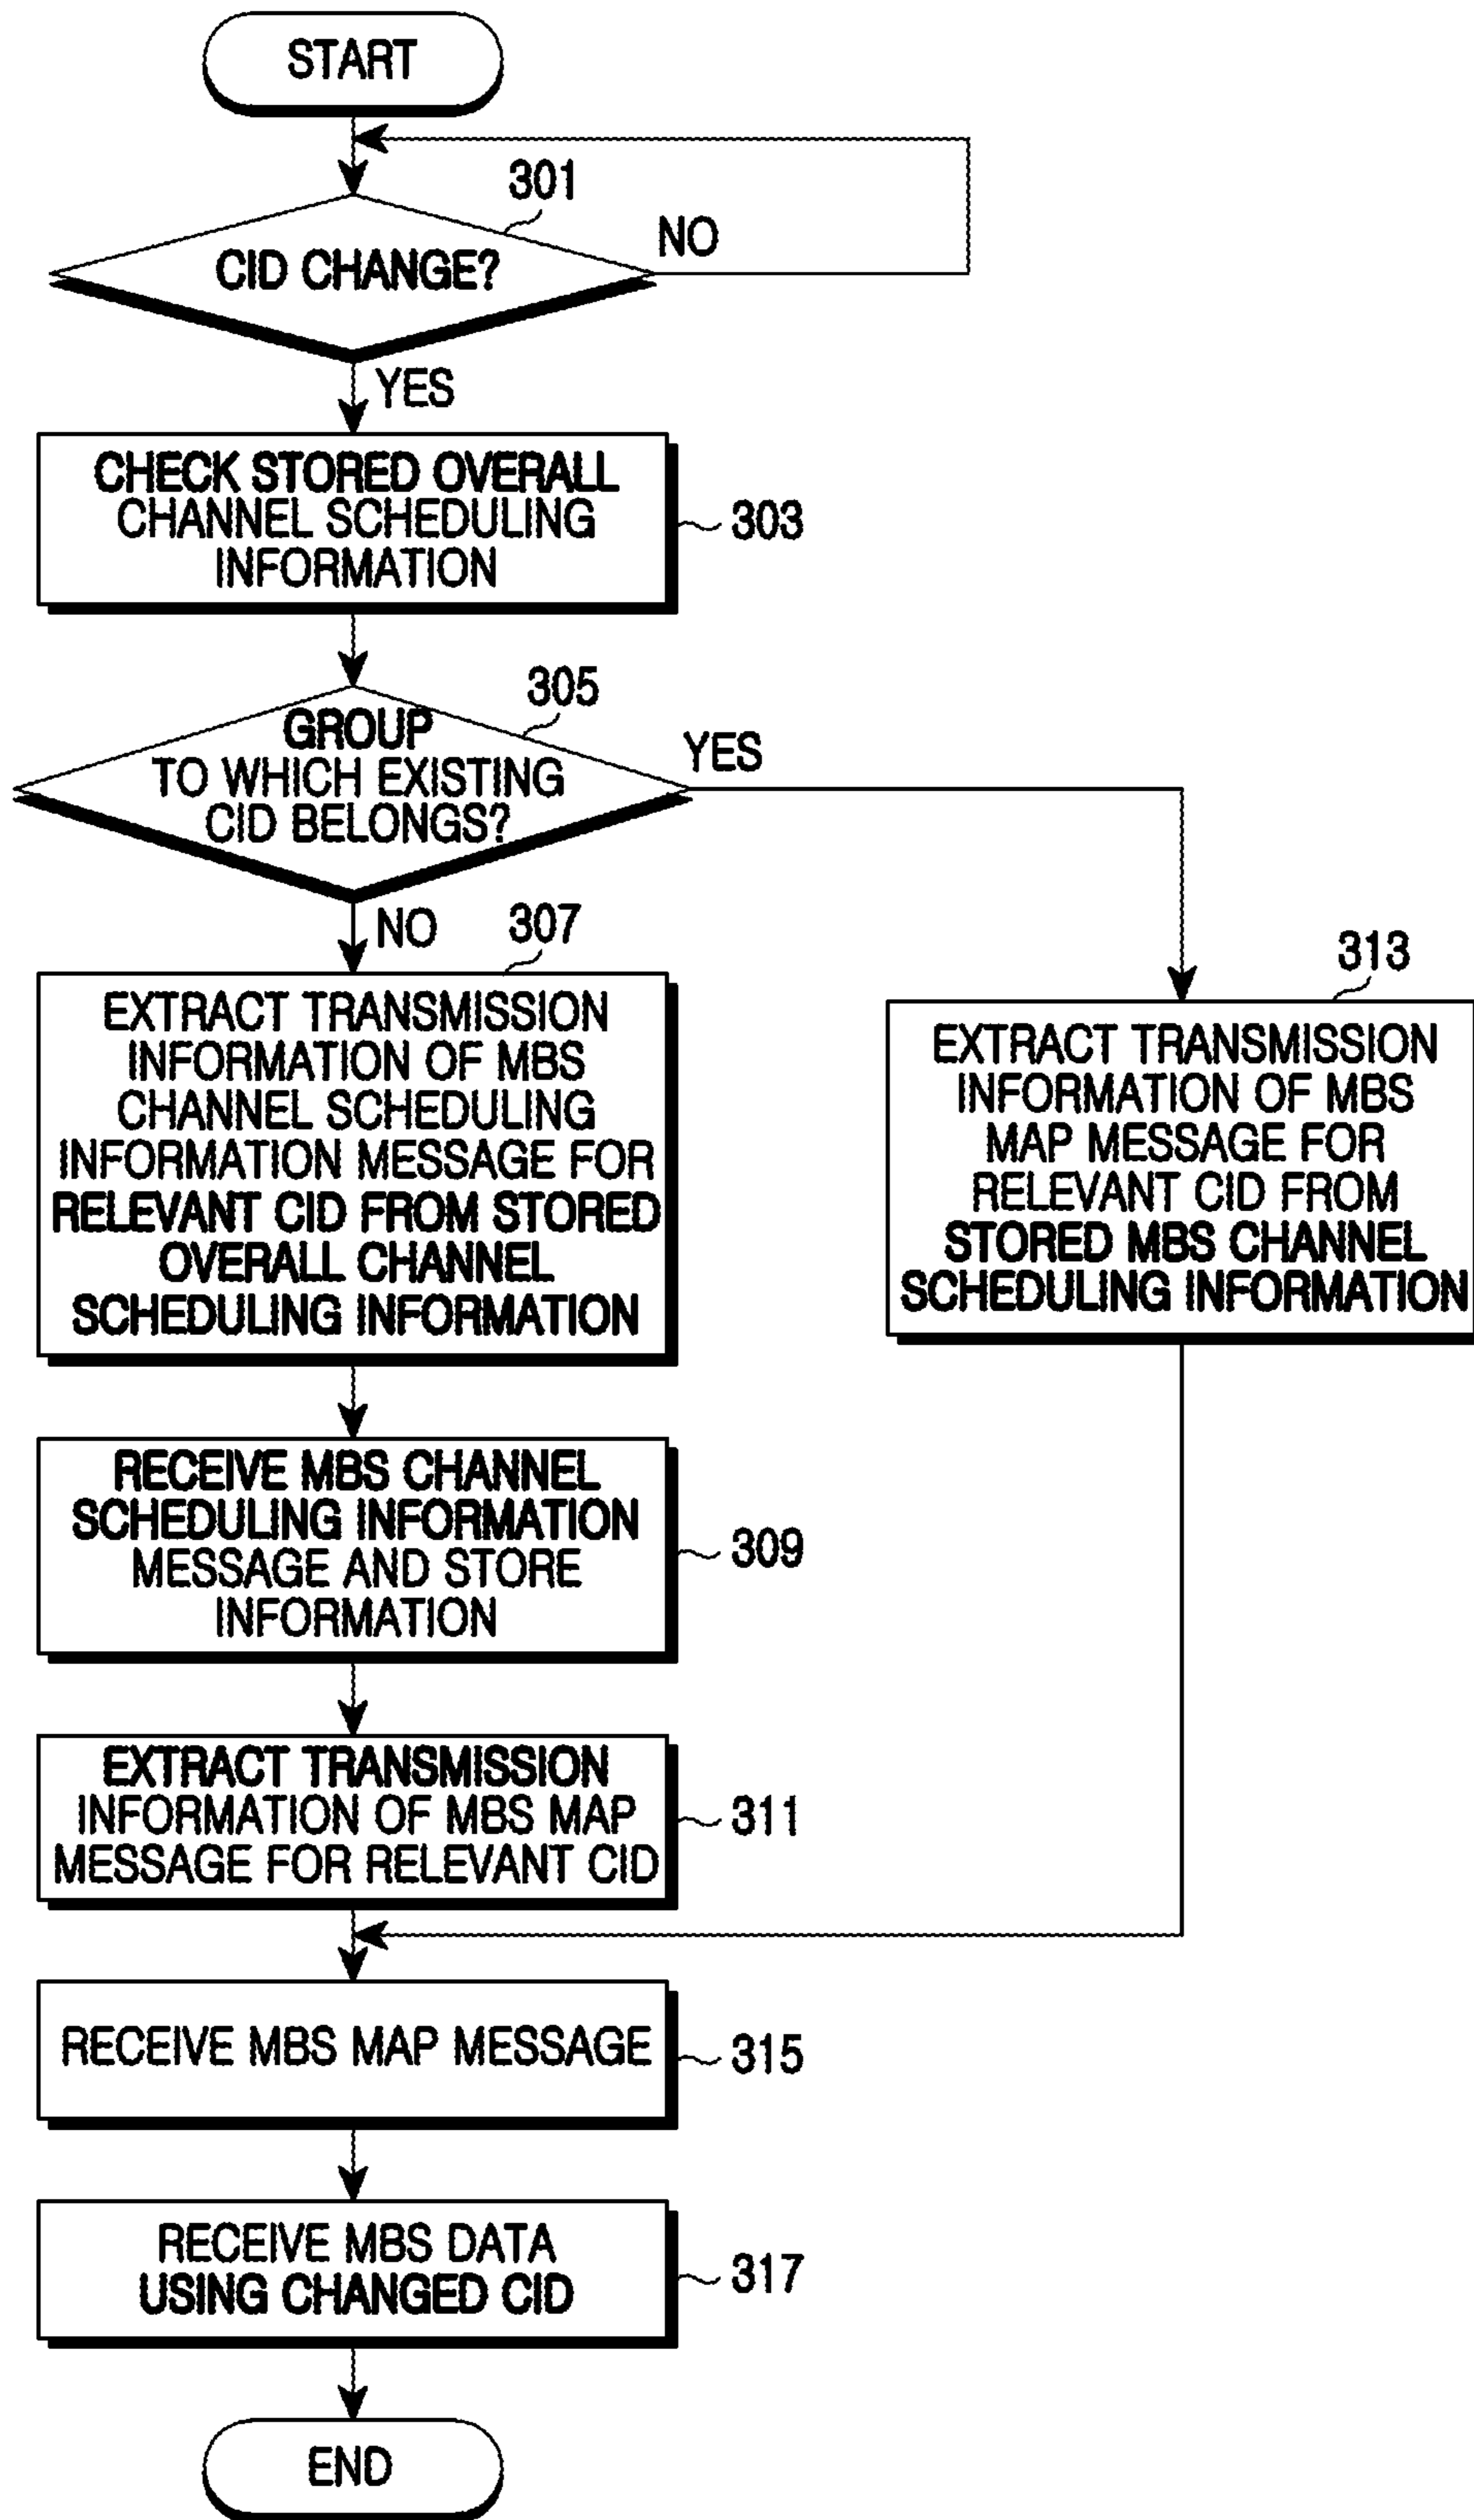 START
301
NO
CID CHANGE?
YES
CHECK STORED OVERALL
CHANNEL SCHEDULING
INFORMATION
303
305
GROUP
TO WHICH EXISTING
CID BELONGS?
YES
NO
307
EXTRACT TRANSMISSION
INFORMATION OF MBS
CHANNEL SCHEDULING
INFORMATION MESSAGE FOR
RELEVANT CID FROM STORED
OVERALL CHANNEL
SCHEDULING INFORMATION
313
EXTRACT TRANSMISSION
INFORMATION OF MBS
MAP MESSAGE FOR
RELEVANT CID FROM
STORED MBS CHANNEL
SCHEDULING INFORMATION
RECEIVE MBS CHANNEL
SCHEDULING INFORMATION
MESSAGE AND STORE
INFORMATION
309
EXTRACT TRANSMISSION
INFORMATION OF MBS MAP
MESSAGE FOR RELEVANT CID
311
RECEIVE MBS MAP MESSAGE
315
RECEIVE MBS DATA
USING CHANGED CID
317
END